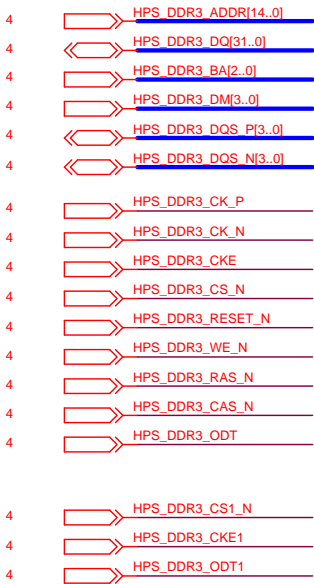 4 HPS_DDR3_ADDR[14..0]
4 HPS_DDR3_DQ[31..0]
4 HPS_DDR3_BA[2..0]
4 HPS_DDR3_DM[3..0]
4 HPS_DDR3_DQS_P[3..0]
4 HPS_DDR3_DQS_N[3..0]
4 HPS_DDR3_CK_P
4 HPS_DDR3_CK_N
4 HPS_DDR3_CKE
4 HPS_DDR3_CS_N
4 HPS_DDR3_RESET_N
4 HPS_DDR3_WE_N
4 HPS_DDR3_RAS_N
4 HPS_DDR3_CAS_N
4 HPS_DDR3_ODT
4 HPS_DDR3_CS1_N
4 HPS_DDR3_CKE1
4 HPS_DDR3_ODT1